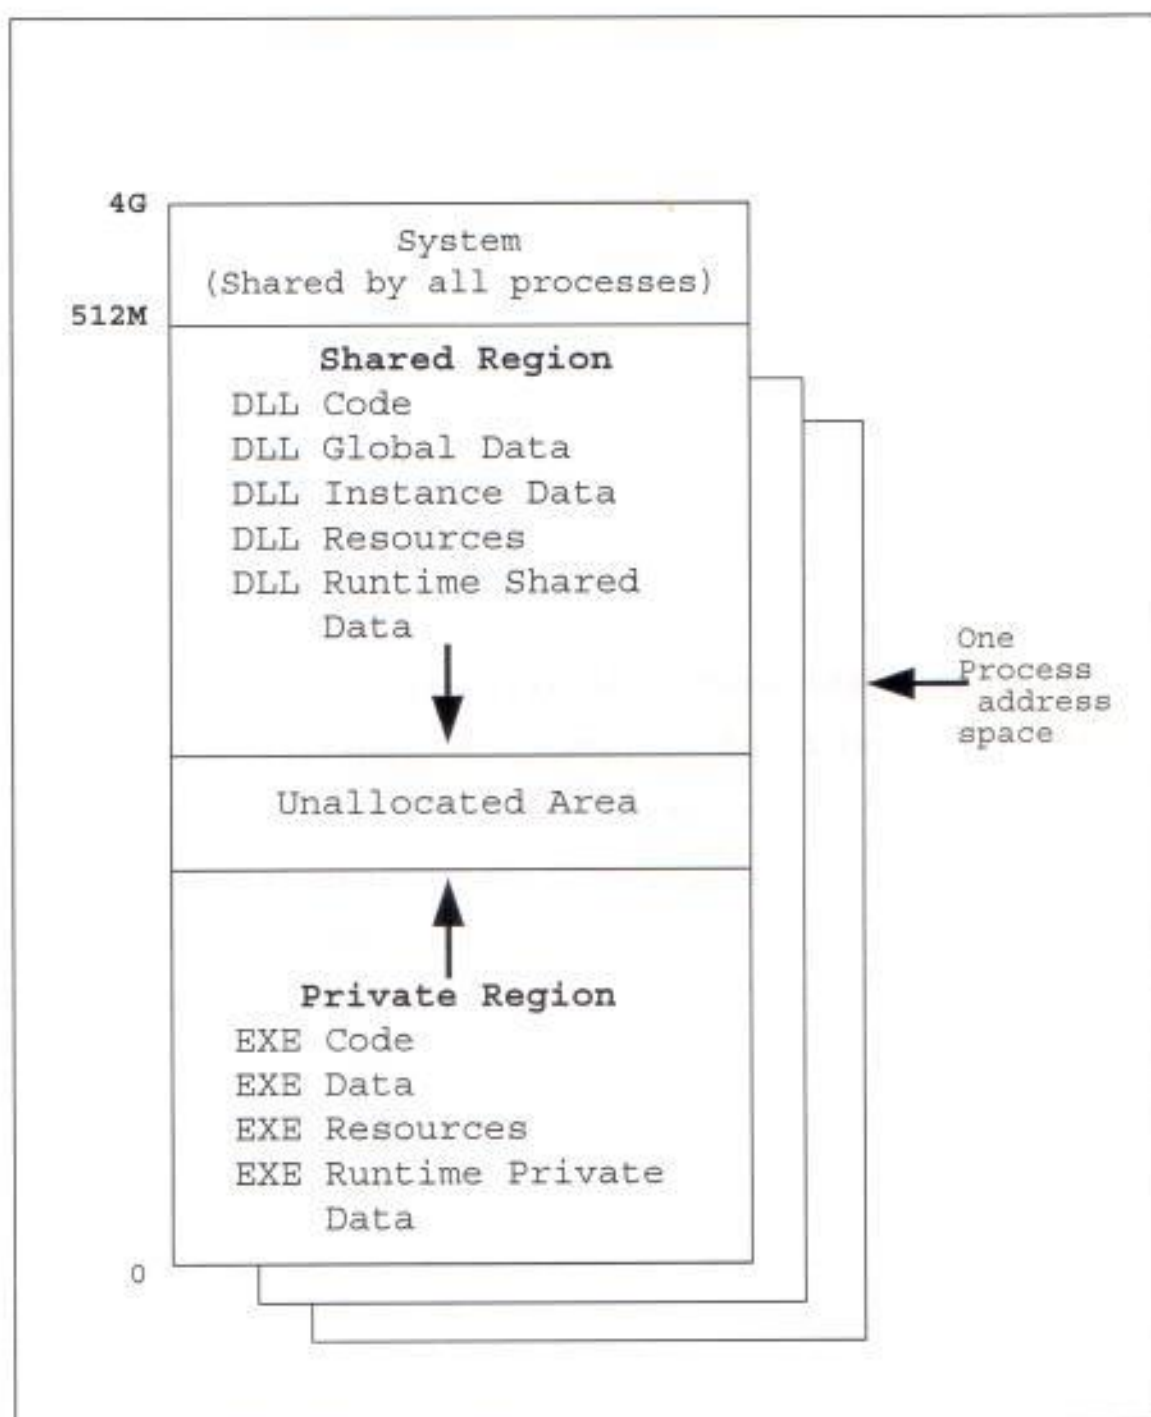 4G
System
(Shared by all processes)
512M
Shared Region
DLL Code
DLL Global Data
DLL Instance Data
DLL Resources
DLL Runtime Shared
Data
One
Process
address
space
Unallocated Area
Private Region
EXE Code
EXE Data
EXE Resources
EXE Runtime Private
Data
0